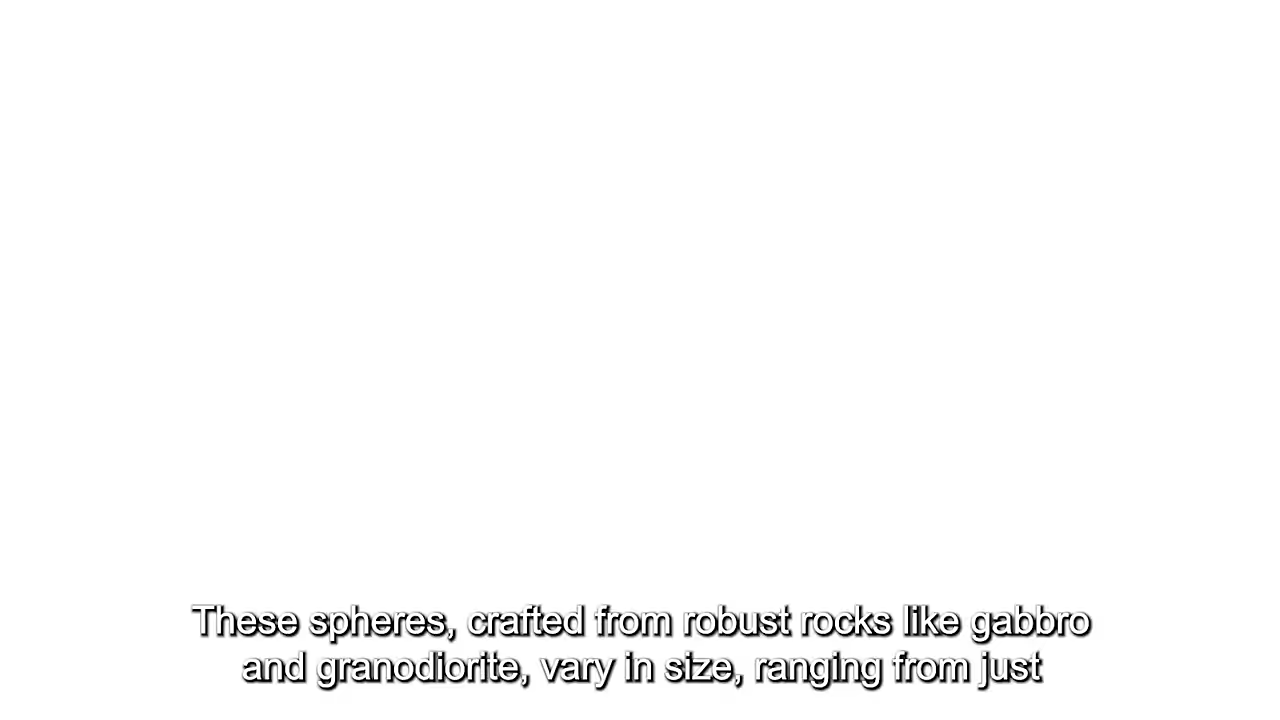 These spheres, crafted from robust rocks like gabbro
and granodiorite, vary in size, ranging from just